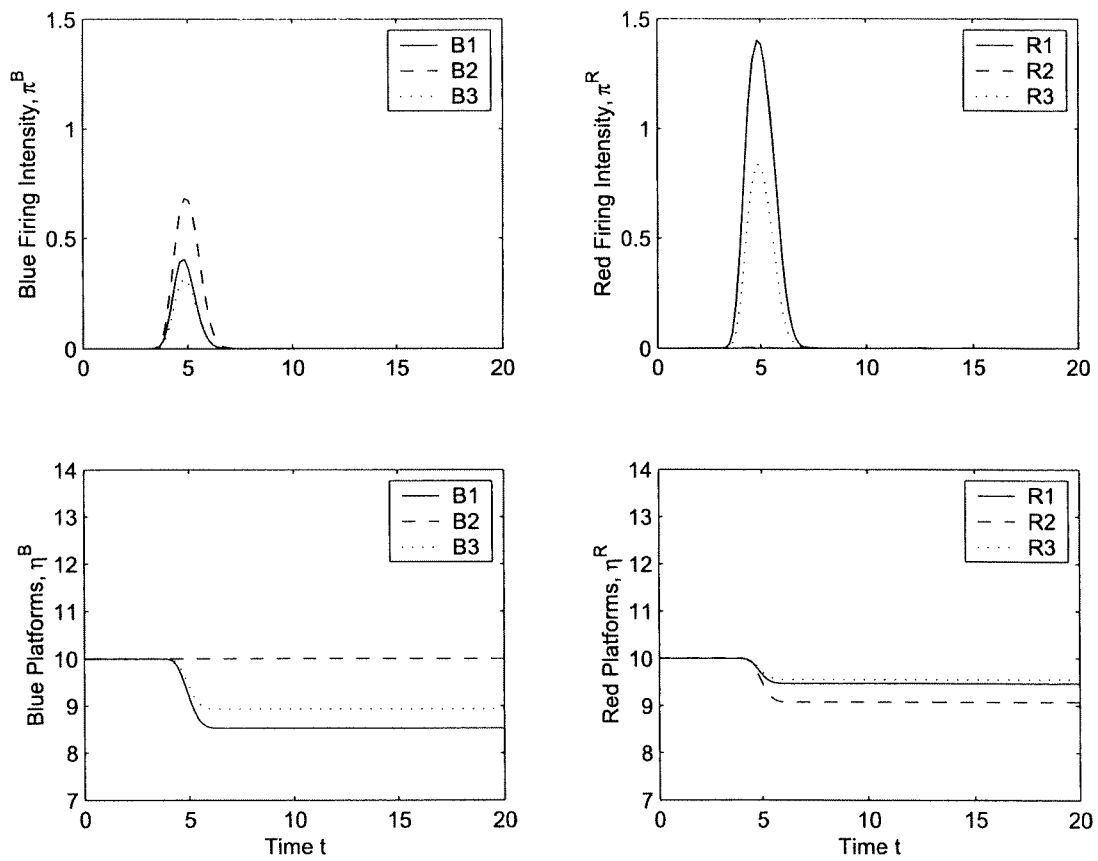 1.5
1
0.5
0
Blue Firing Intensity, π^B
B1
B2
B3
0
5
10
15
20
1.5
1
0.5
0
Red Firing Intensity, π^R
R1
R2
R3
0
5
10
15
20
14
13
12
11
10
9
8
7
Blue Platforms, η^B
B1
B2
B3
0
5
10
15
20
Time t
14
13
12
11
10
9
8
7
Red Platforms, η^R
R1
R2
R3
0
5
10
15
20
Time t